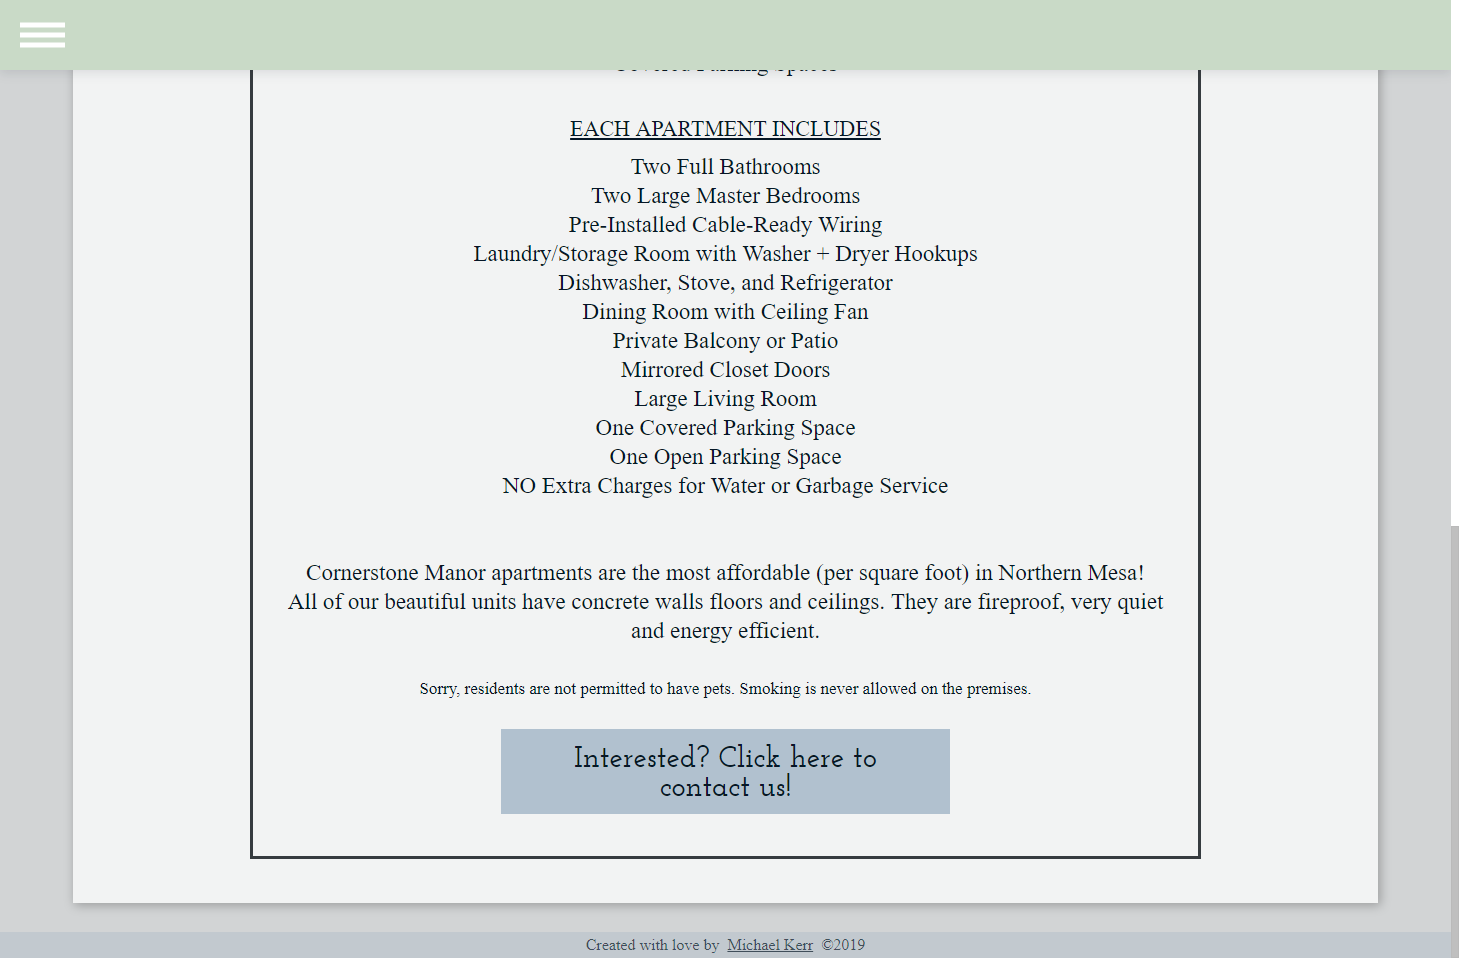 Covered Parking Spaces
EACH APARTMENT INCLUDES
Two Full Bathrooms
Two Large Master Bedrooms
Pre-Installed Cable-Ready Wiring
Laundry/Storage Room with Washer + Dryer Hookups
Dishwasher, Stove, and Refrigerator
Dining Room with Ceiling Fan
Private Balcony or Patio
Mirrored Closet Doors
Large Living Room
One Covered Parking Space
One Open Parking Space
NO Extra Charges for Water or Garbage Service
Cornerstone Manor apartments are the most affordable (per square foot) in Northern Mesa!
All of our beautiful units have concrete walls floors and ceilings. They are fireproof, very quiet
and energy efficient.
Sorry, residents are not permitted to have pets. Smoking is never allowed on the premises.
Interested? Click here to
contact us!
Created with love by Michael Kerr ©2019